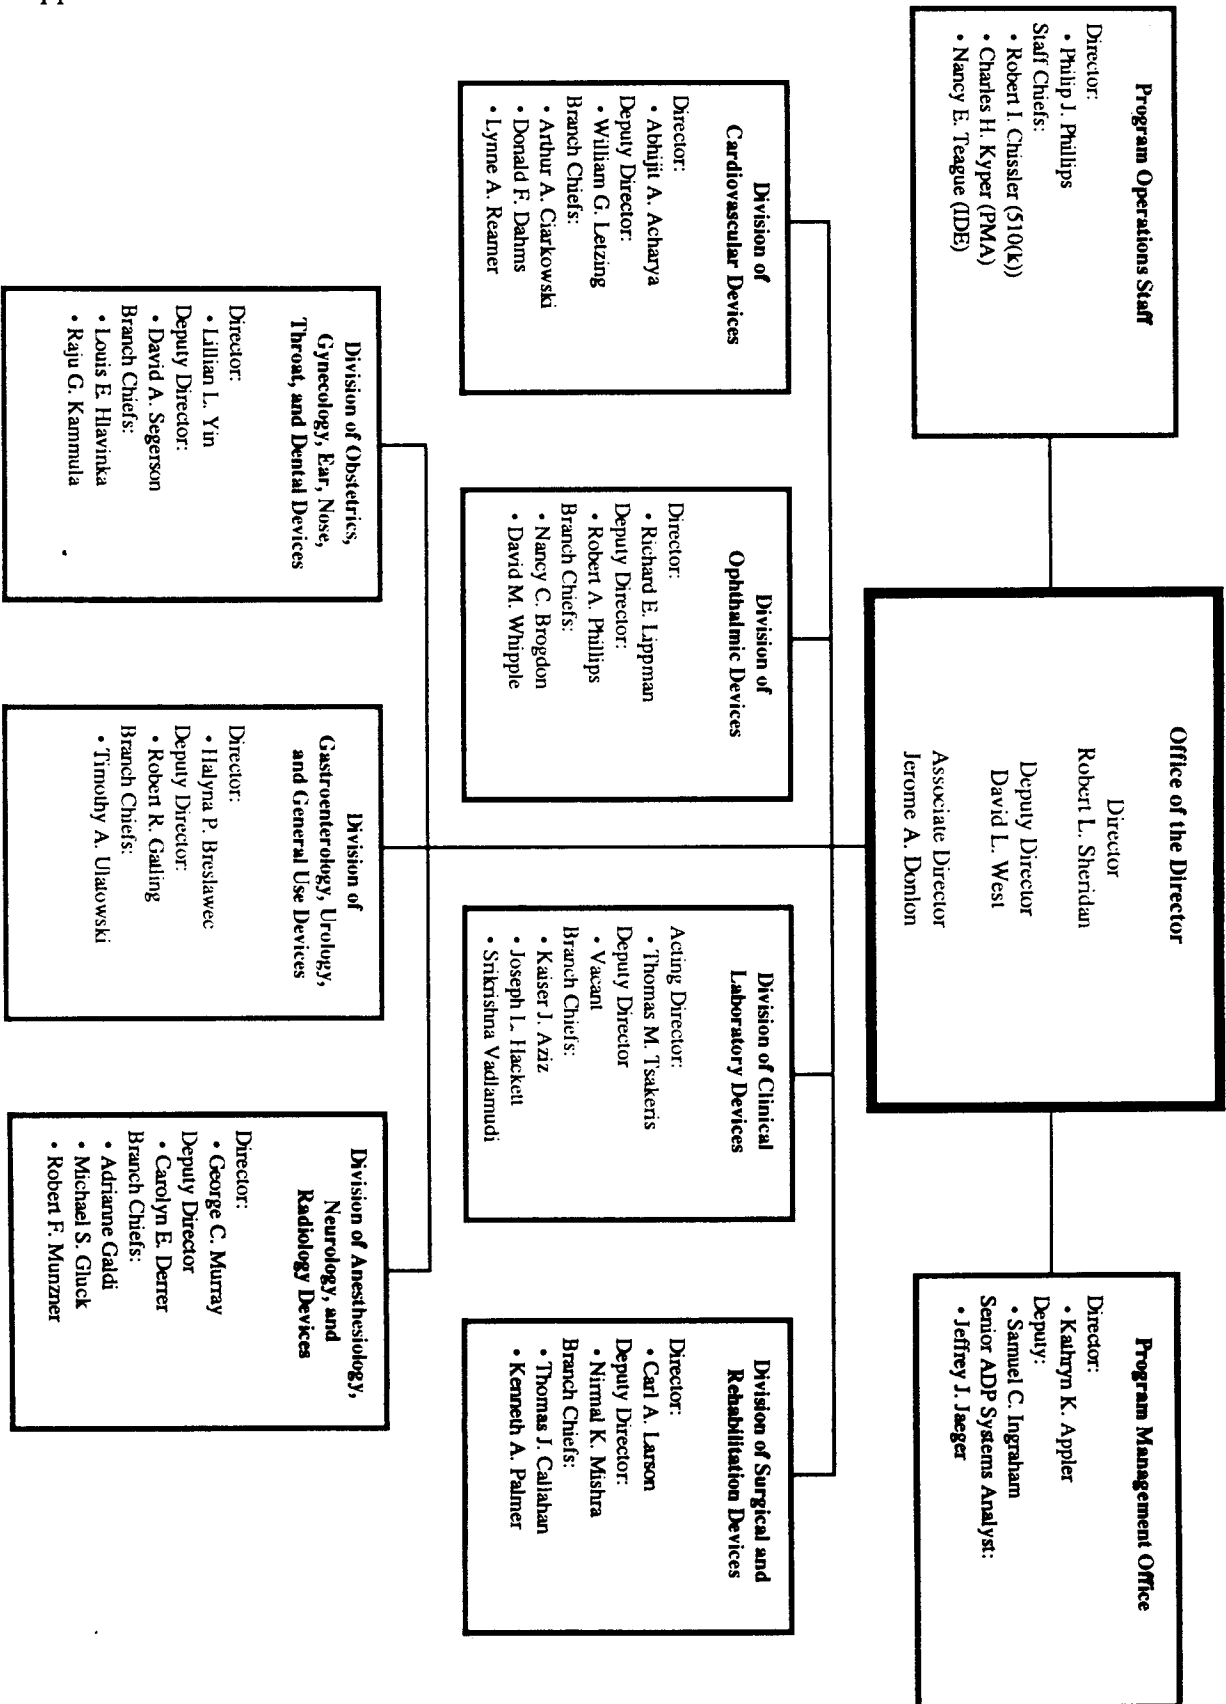 Office of the Director
Director
Robert L. Sheridan
Deputy Director
David L. West
Associate Director
Jerome A. Donlon
Program Operations Staff
Director:
• Philip J. Phillips
Staff Chiefs:
• Robert I. Chissler (510(k))
• Charles H. Kyper (PMA)
• Nancy E. Teague (IDE)
Program Management Office
Director:
• Kathryn K. Appler
Deputy:
• Samuel C. Ingraham
Senior ADP Systems Analyst:
• Jeffrey J. Jaeger
Division of
Cardiovascular Devices
Director:
• Abhijit A. Acharya
Deputy Director:
• William G. Letzing
Branch Chiefs:
• Arthur A. Ciarkowski
• Donald F. Dahms
• Lynne A. Reamer
Division of
Ophthalmic Devices
Director:
• Richard E. Lippman
Deputy Director:
• Robert A. Phillips
Branch Chiefs:
• Nancy C. Brogdon
• David M. Whipple
Division of Clinical
Laboratory Devices
Acting Director:
• Thomas M. Tsakeris
Deputy Director
• Vacant
Branch Chiefs:
• Kaiser J. Aziz
• Joseph L. Hackett
• Srikrishna Vadlamudi
Division of Surgical and
Rehabilitation Devices
Director:
• Carl A. Larson
Deputy Director:
• Nirmal K. Mishra
Branch Chiefs:
• Thomas J. Callahan
• Kenneth A. Palmer
Division of Obstetrics,
Gynecology, Ear, Nose,
Throat, and Dental Devices
Director:
• Lillian L. Yin
Deputy Director:
• David A. Segerson
Branch Chiefs:
• Louis E. Hlavinka
• Raju G. Kammula
Division of
Gastroenterology, Urology,
and General Use Devices
Director:
• Halyna P. Breslawec
Deputy Director:
• Robert R. Gatling
Branch Chiefs:
• Timothy A. Ulatowski
Division of Anesthesiology,
Neurology, and
Radiology Devices
Director:
• George C. Murray
Deputy Director
• Carolyn E. Derrer
Branch Chiefs:
• Adrianne Galdi
• Michael S. Gluck
• Robert F. Munzner